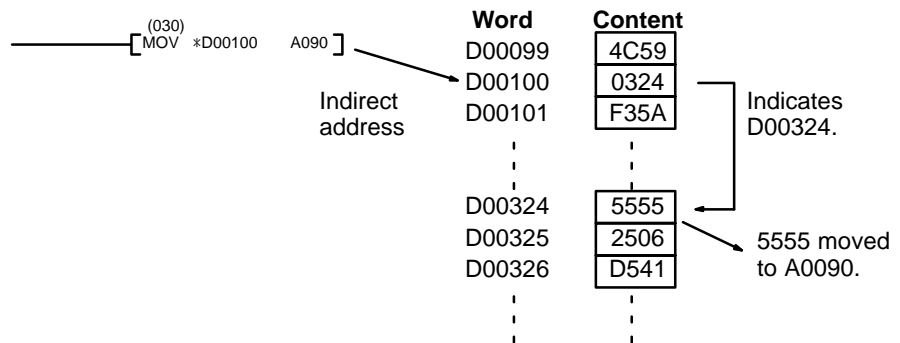 (030)
MOV *D00100 A090
Indirect
address
Word Content
D00099 4C59
D00100 0324
D00101 F35A
Indicates
D00324.
D00324 5555
D00325 2506
D00326 D541
5555 moved
to A0090.